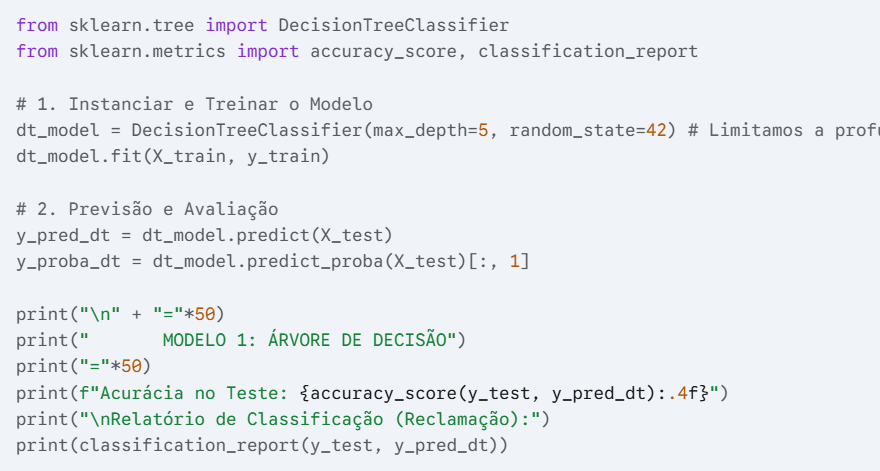 from sklearn.tree import DecisionTreeClassifier
from sklearn.metrics import accuracy_score, classification_report
# 1. Instanciar e Treinar o Modelo
dt_model = DecisionTreeClassifier(max_depth=5, random_state=42) # Limitamos a
dt_model.fit(X_train, y_train)
# 2. Previsão e Avaliação
y_pred_dt = dt_model.predict(X_test)
y_proba_dt = dt_model.predict_proba(X_test)[:, 1]
print("\n" + "="*50)
print("       MODELO 1: ÁRVORE DE DECISÃO")
print("="*50)
print(f"Acurácia no Teste: {accuracy_score(y_test, y_pred_dt):.4f}")
print("\nRelatório de Classificação (Reclamação):")
print(classification_report(y_test, y_pred_dt))